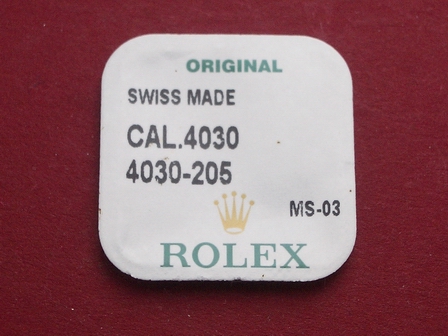 ORIGINAL
SWISS MADE
CAL.4030
4030-205
MS-03
ROLEX